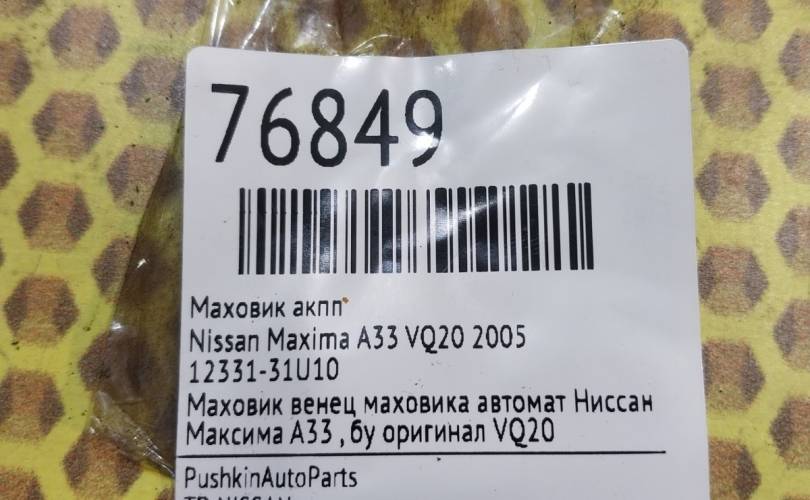 76849
Маховик акпп
Nissan Maxima A33 VQ20 2005
12331-31U10
Маховик венец маховика автомат Ниссан
Максима А33 , бу оригинал VQ20
PushkinAutoParts
NISSAN